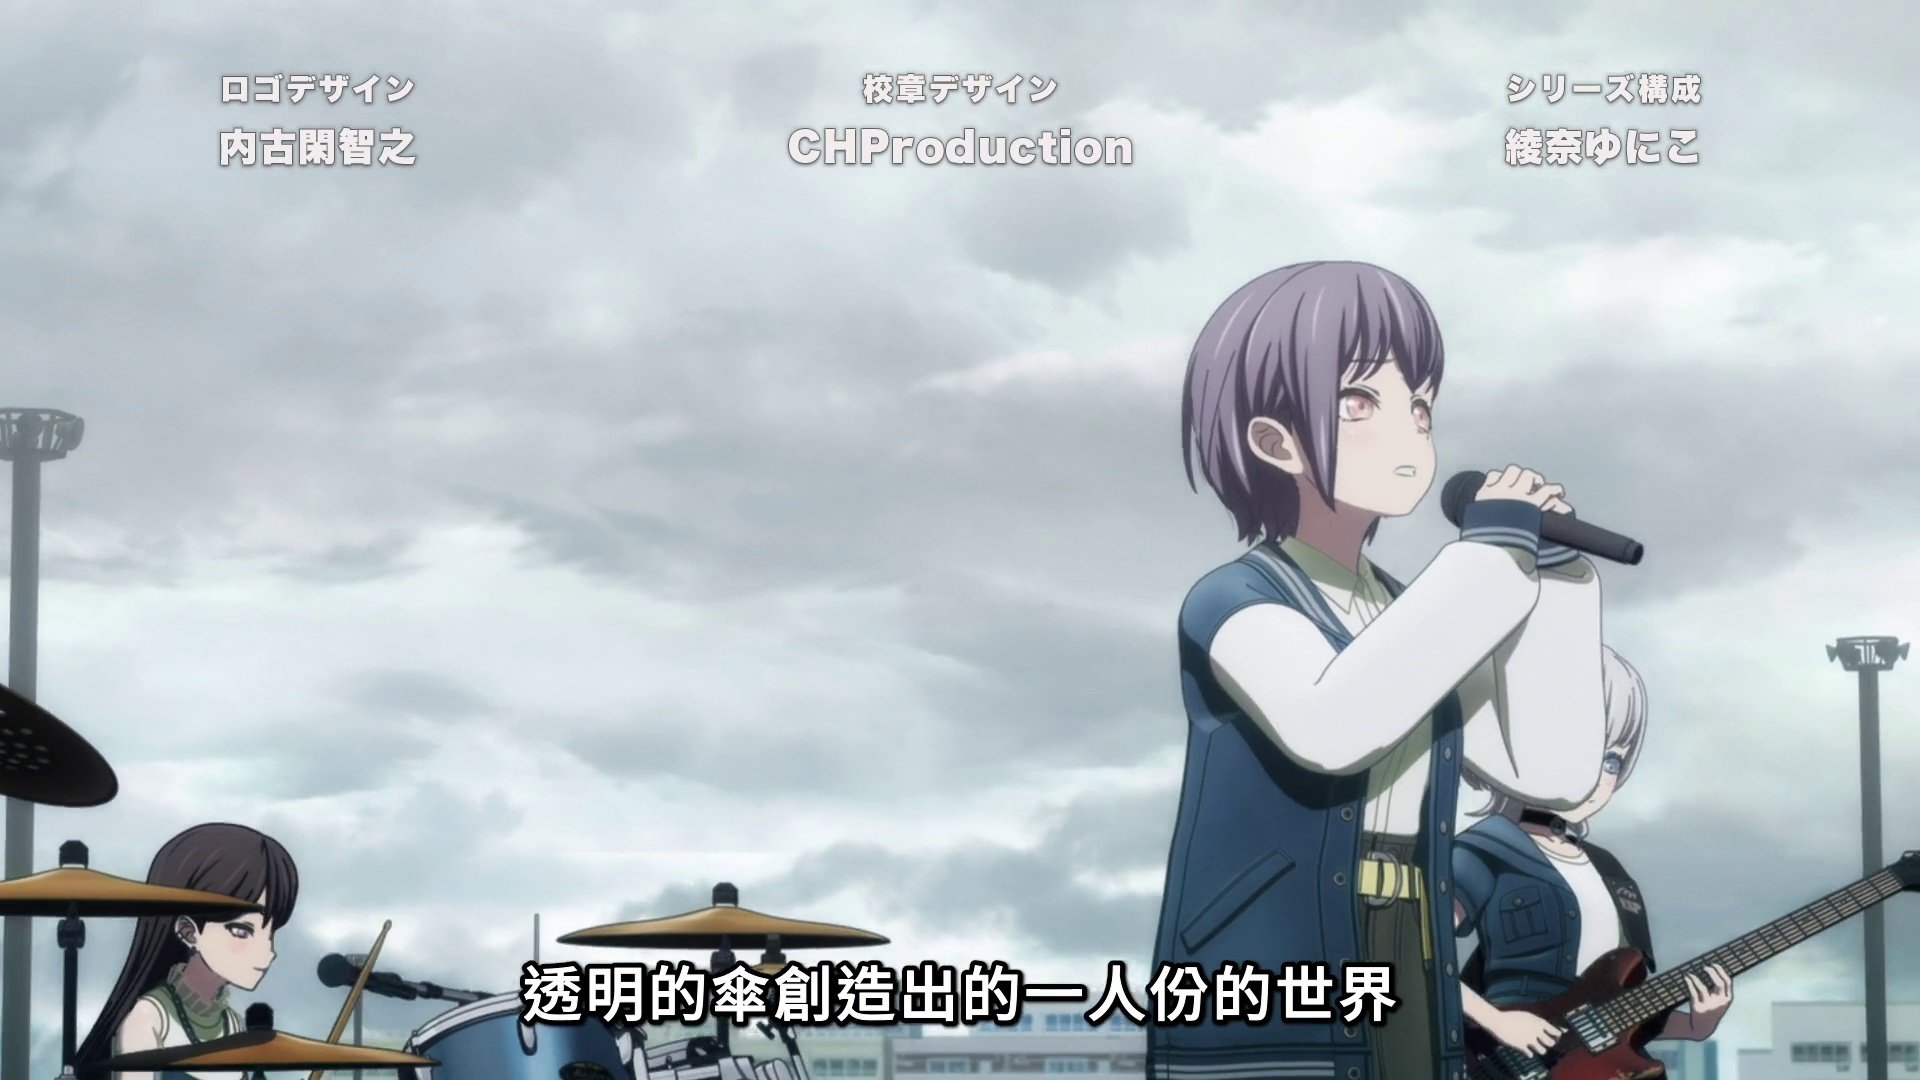 ロゴデザイン
内古閑智之
校章デザイン
CHProduction
シリーズ構成
綾奈ゆにこ
透明的傘創造出的一人份的世界